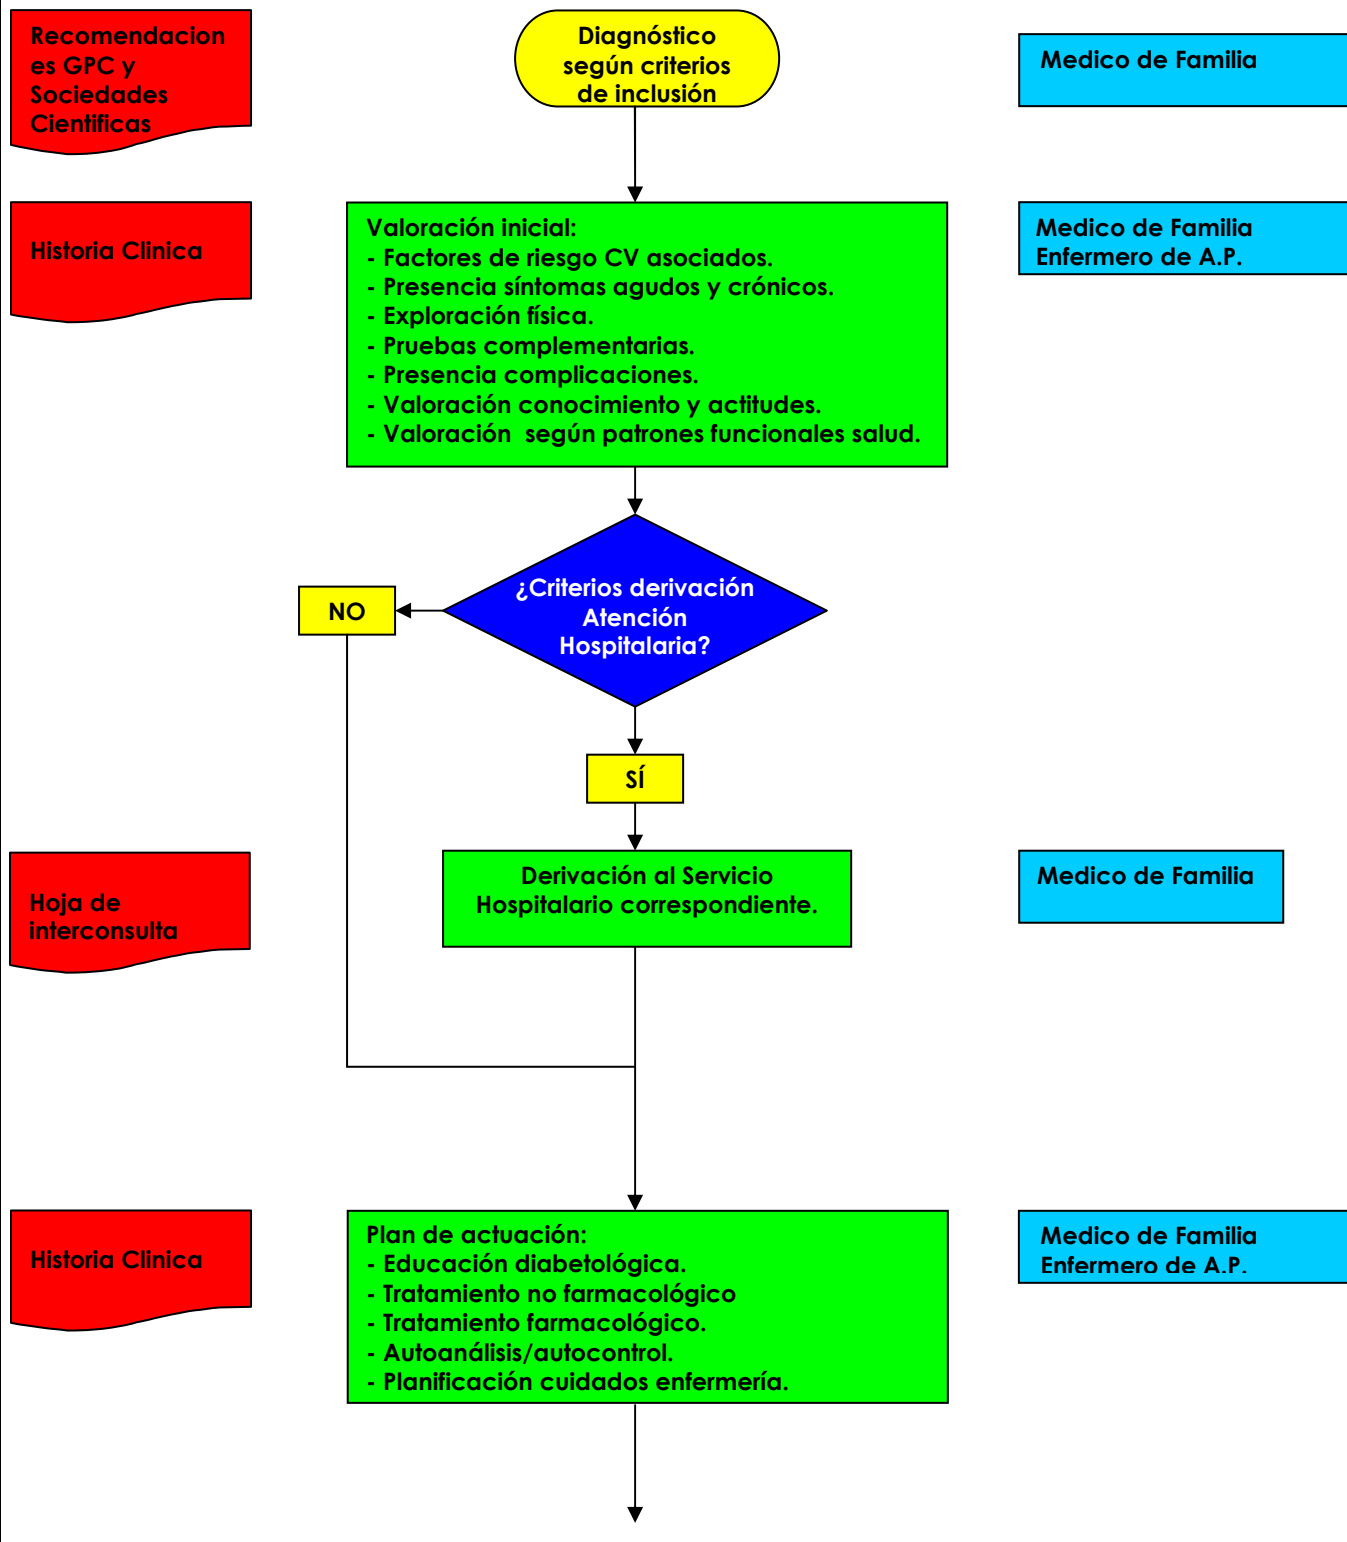 Recomendacion
es GPC y
Sociedades
Cientificas
Diagnóstico
según criterios
de inclusión
Medico de Familia
Historia Clinica
Valoración inicial:
- Factores de riesgo CV asociados.
- Presencia síntomas agudos y crónicos.
- Exploración física.
- Pruebas complementarias.
- Presencia complicaciones.
- Valoración conocimiento y actitudes.
- Valoración  según patrones funcionales salud.
Medico de Familia
Enfermero de A.P.
¿Criterios derivación
Atención
Hospitalaria?
NO
SÍ
Hoja de
interconsulta
Derivación al Servicio
Hospitalario correspondiente.
Medico de Familia
Historia Clinica
Plan de actuación:
- Educación diabetológica.
- Tratamiento no farmacológico
- Tratamiento farmacológico.
- Autoanálisis/autocontrol.
- Planificación cuidados enfermería.
Medico de Familia
Enfermero de A.P.